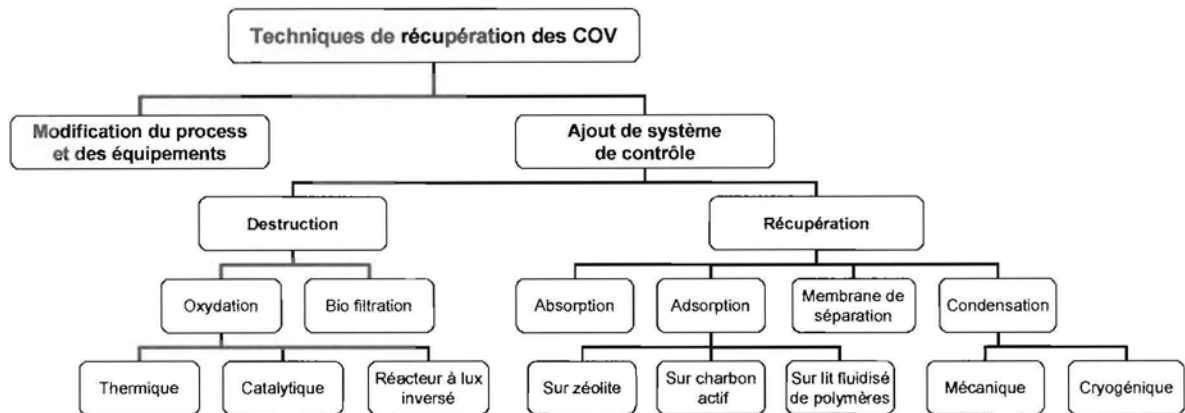 Techniques de récupération des COV
Modification du process
et des équipements
Ajout de système
de contrôle
Destruction
Récupération
Oxydation
Bio filtration
Absorption
Adsorption
Membrane de
séparation
Condensation
Thermique
Catalytique
Réacteur à lux
inversé
Sur zéolite
Sur charbon
actif
Sur lit fluidisé
de polymères
Mécanique
Cryogénique